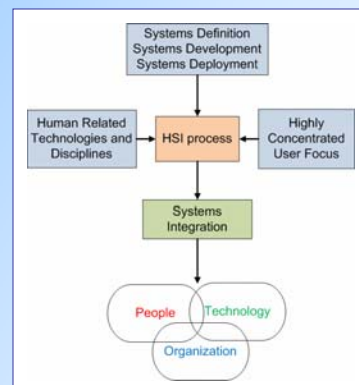 Systems Definition
Systems Development
Systems Deployment
Human Related
Technologies and
Disciplines
HSI process
Highly
Concentrated
User Focus
Systems
Integration
People
Technology
Organization